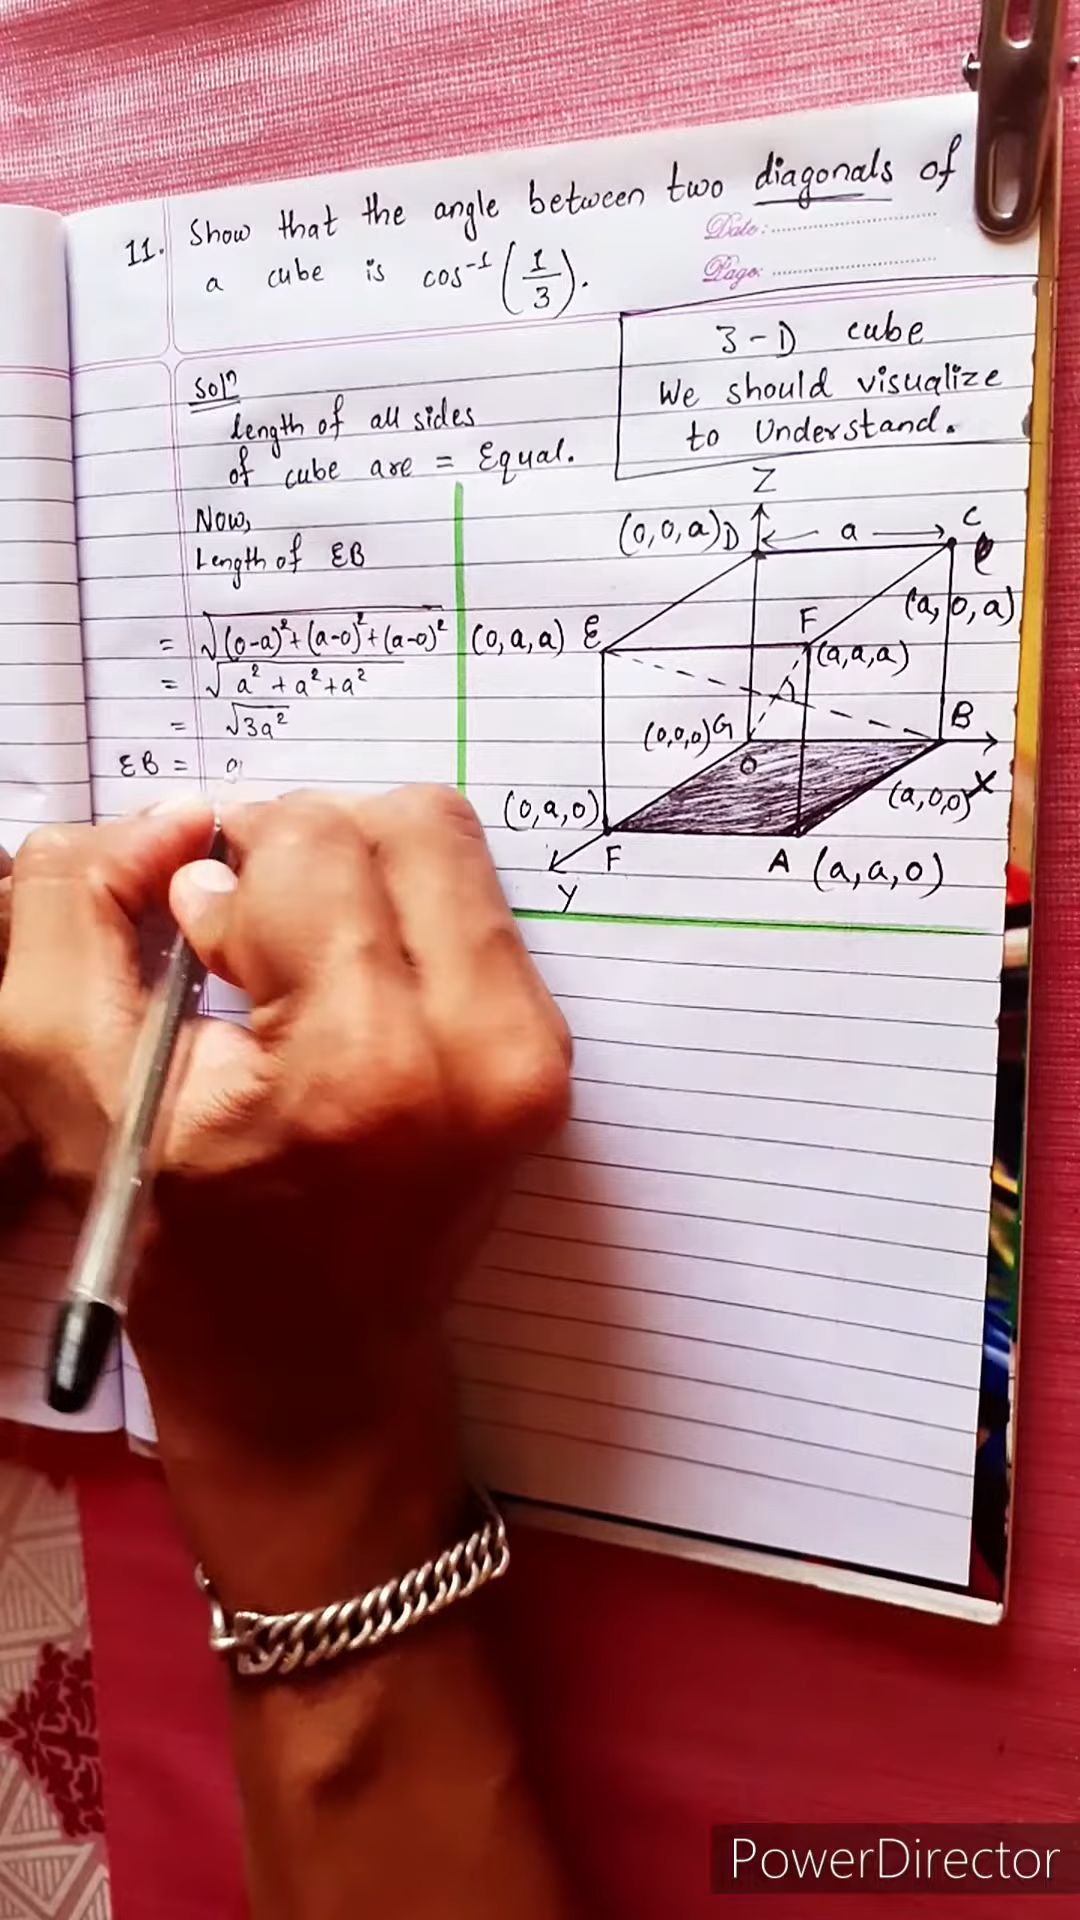 11. Show that the angle between two diagonals of
a cube is cos⁻¹(1/3).
Date:
Page:
3-D cube
We should visualize
to Understand.
Solⁿ
length of all sides
of cube are = Equal.
Now,
Length of EB
= √(0-a)²+(a-0)²+(a-0)²
= √a²+a²+a²
= √3a²
EB = a
Z
(0,0,a) D
a
C
(a,0,a)
(0,a,a) E
F
(a,a,a)
(0,0,0) G
B
O
X
(a,0,0)
(0,a,0)
F
A (a,a,0)
Y
PowerDirector